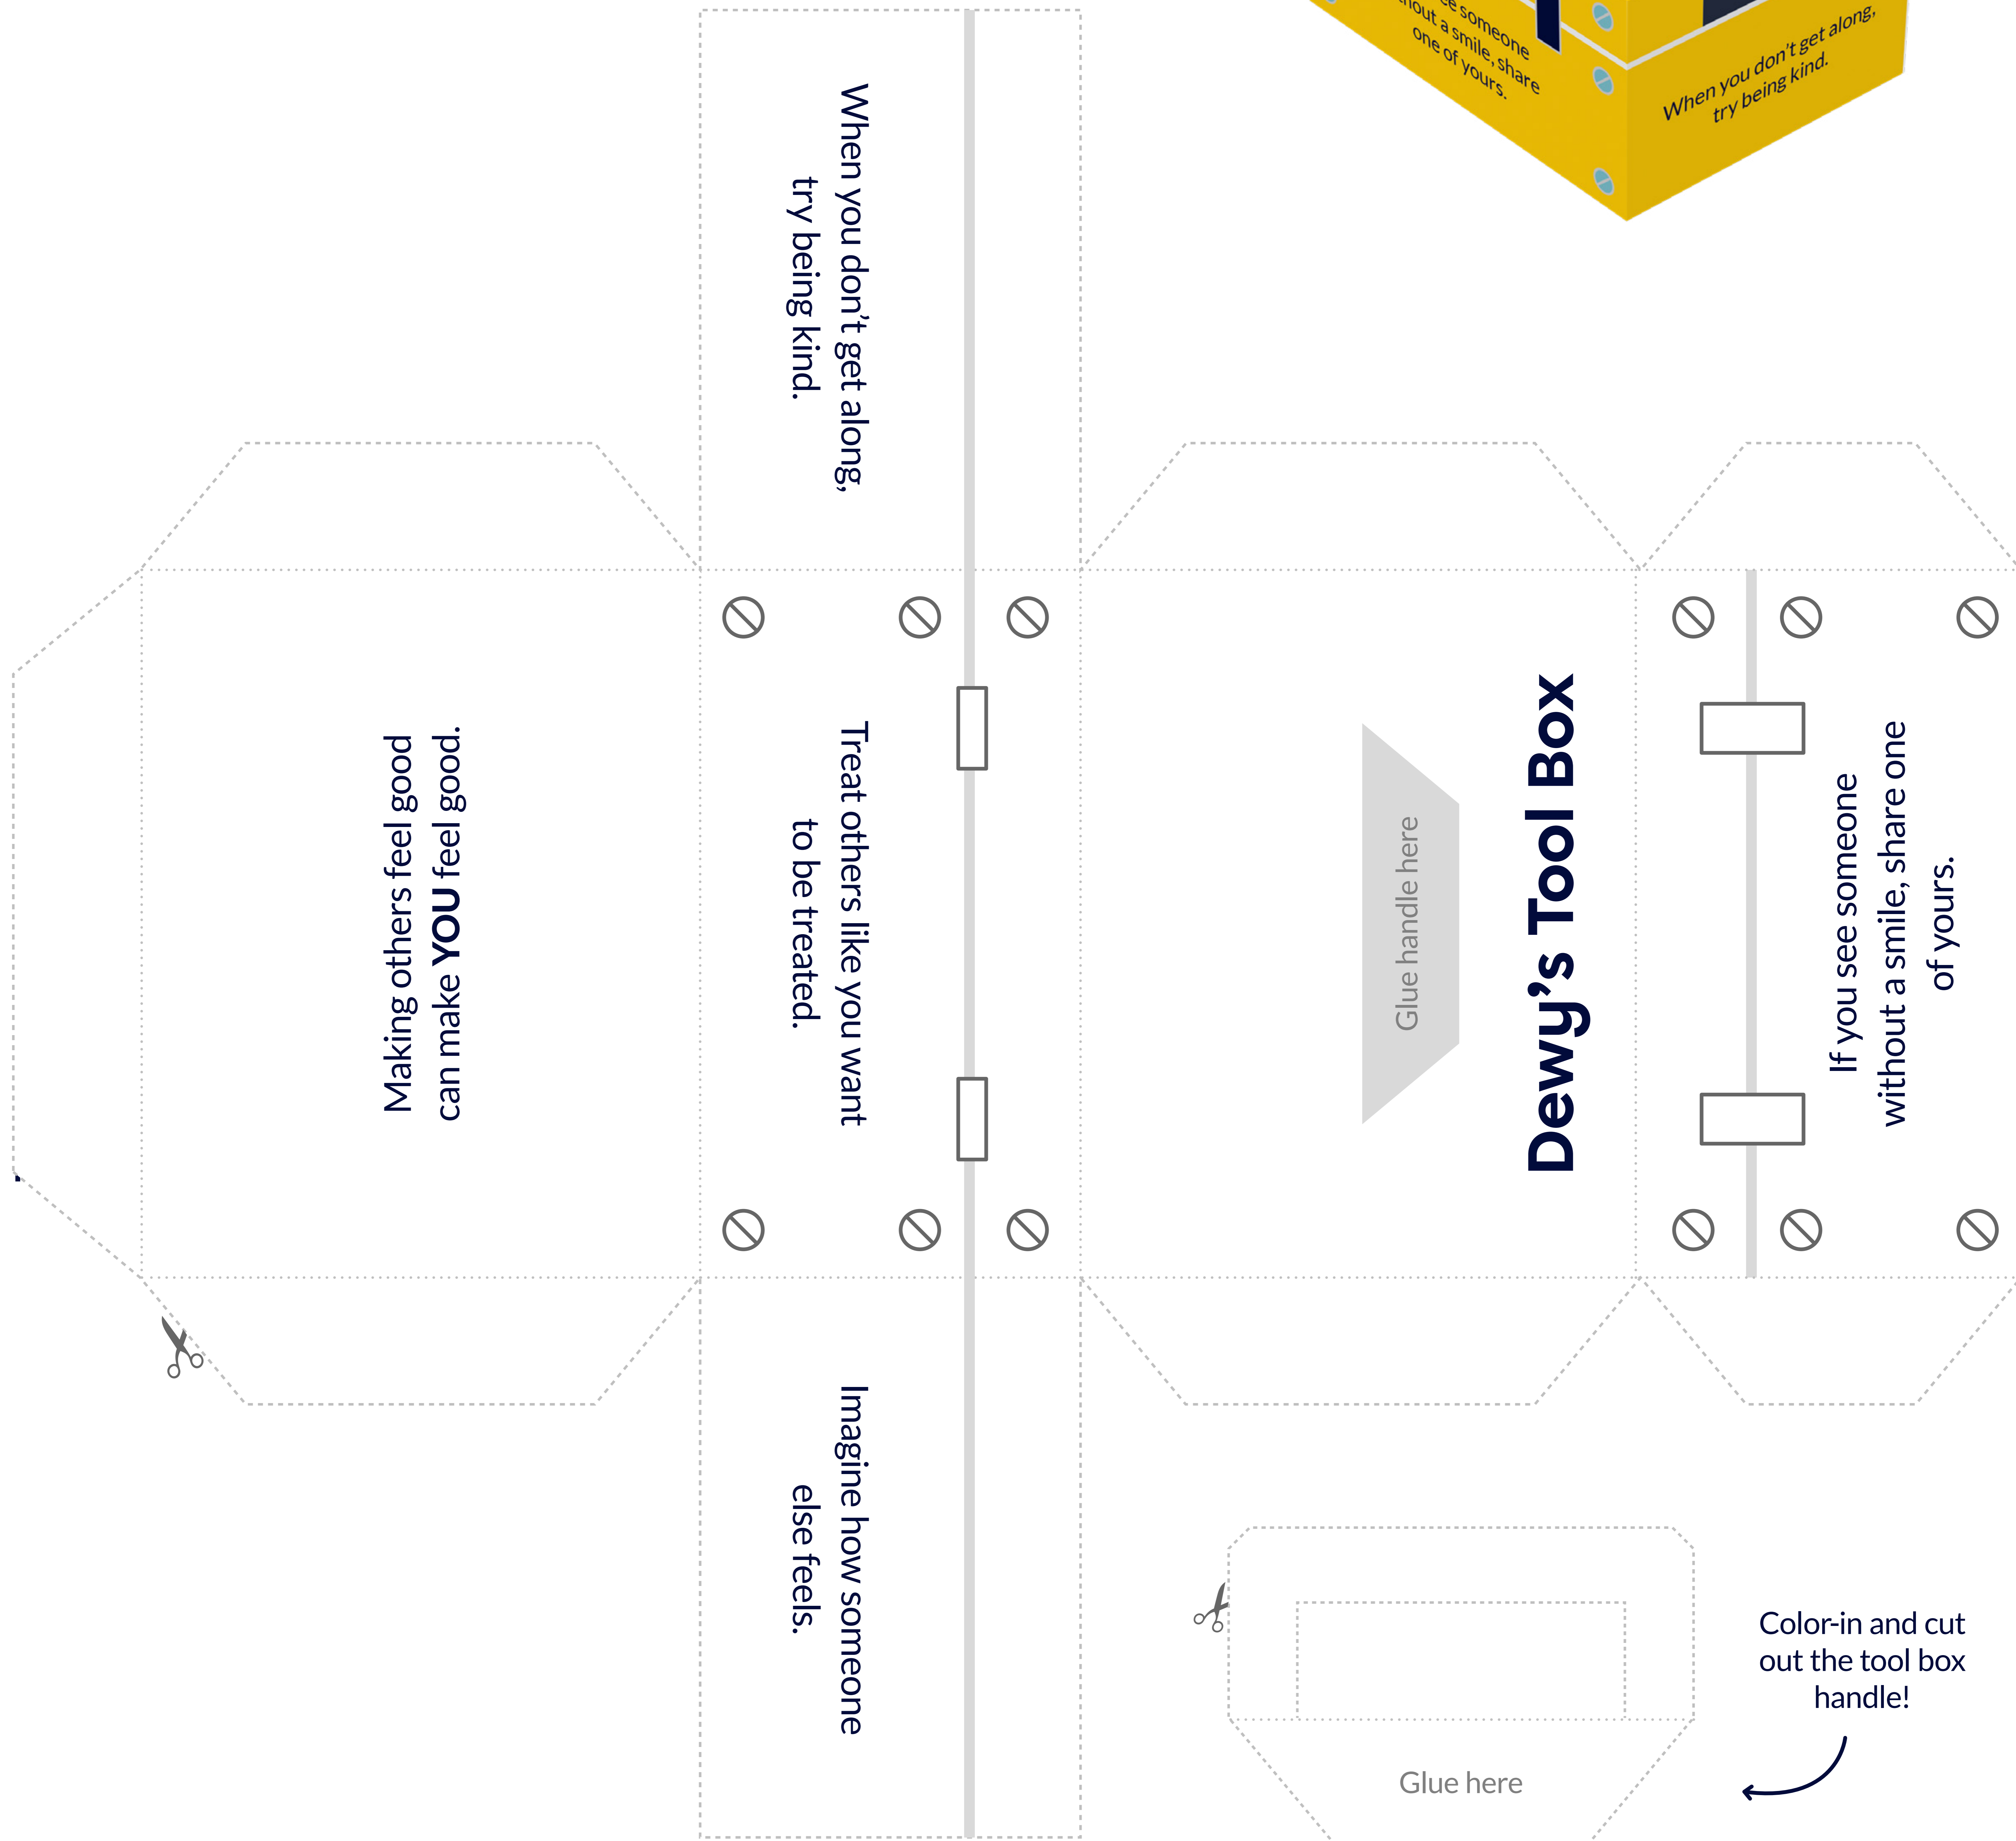 ee someone
out a smile, share
one of yours.
When you don't get along,
try being kind.
When you don't get along,
try being kind.
Making others feel good
can make YOU feel good.
Treat others like you want
to be treated.
Glue handle here
Dewy's Tool Box
If you see someone
without a smile, share one
of yours.
Imagine how someone
else feels.
Color-in and cut
out the tool box
handle!
Glue here